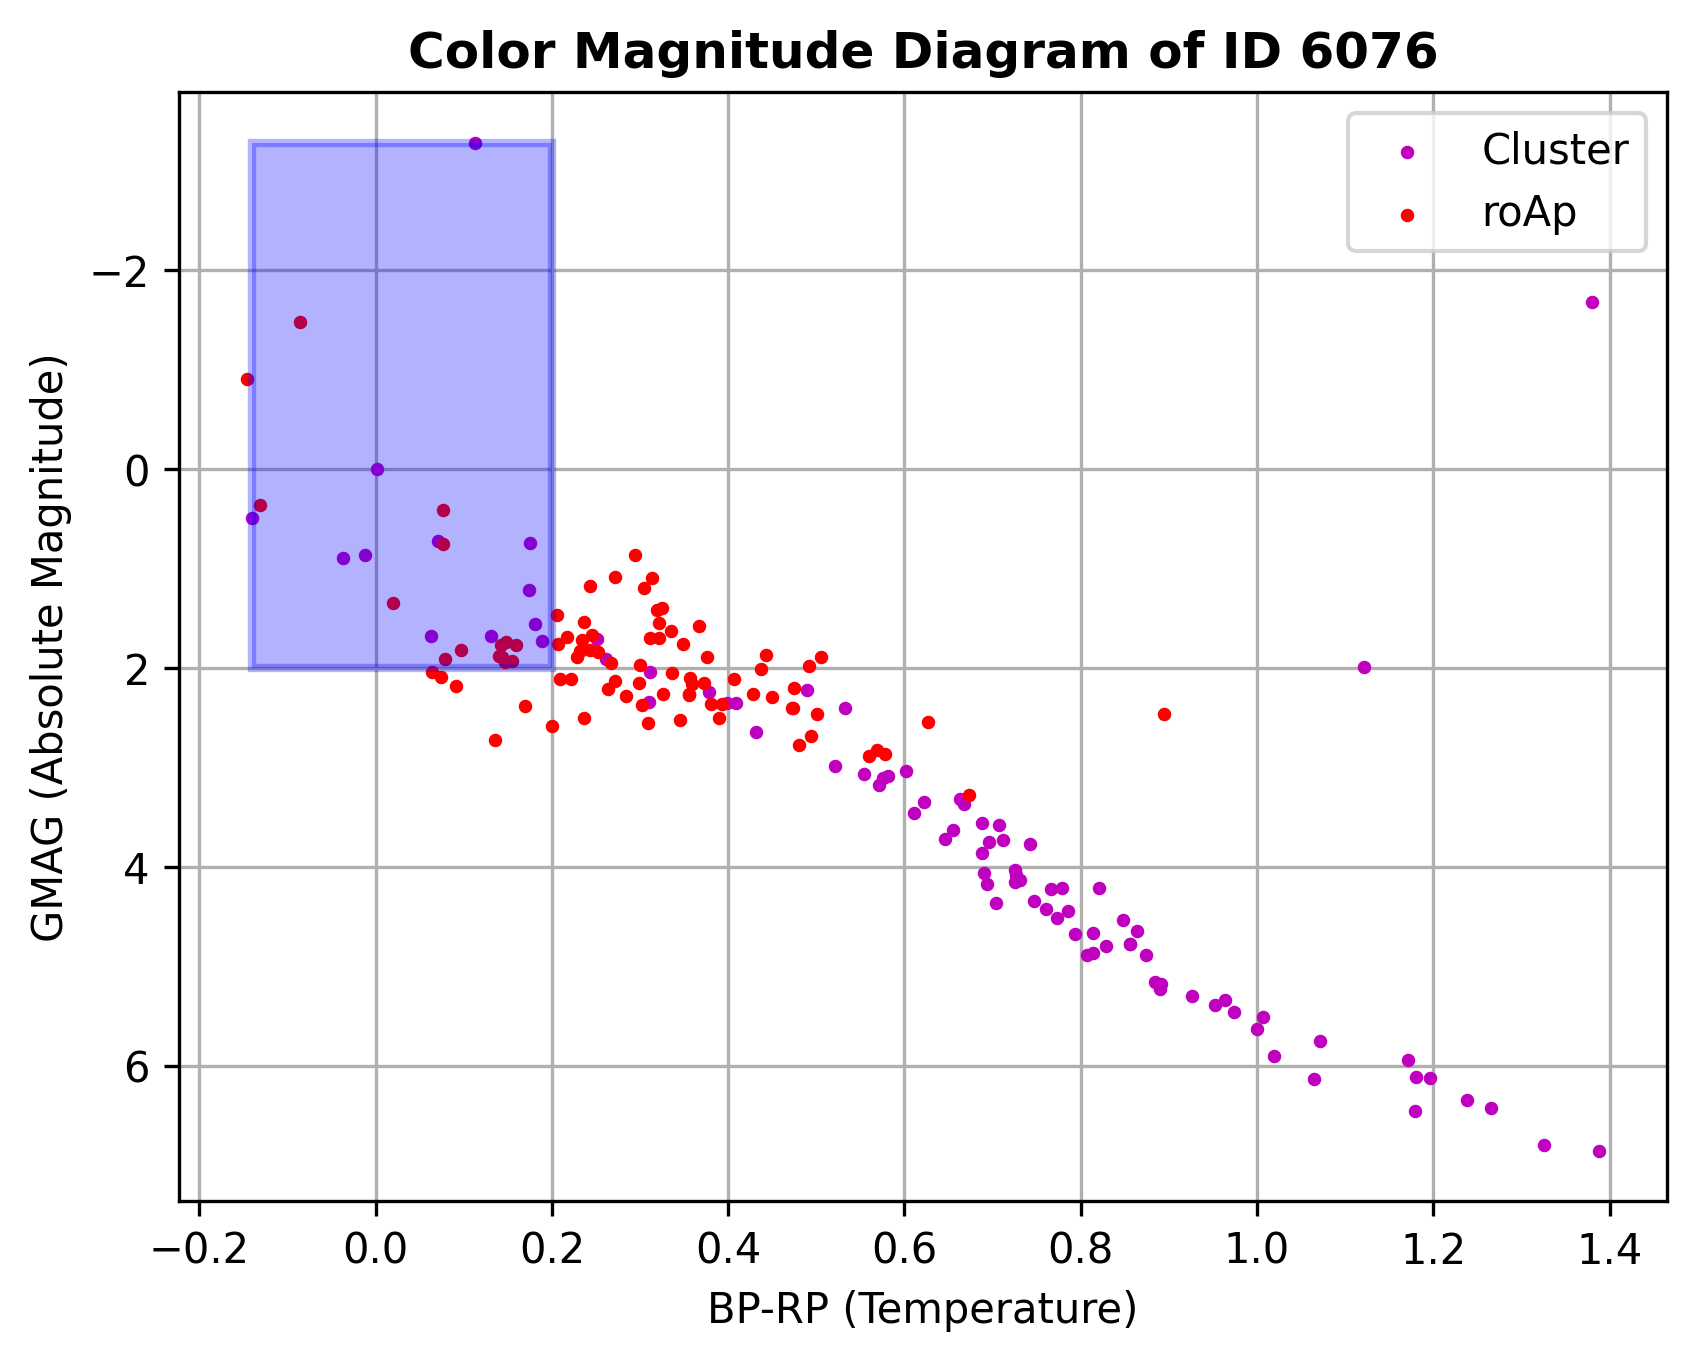 Color Magnitude Diagram of ID 6076
Cluster
roAp
−2
0
2
4
6
GMAG (Absolute Magnitude)
−0.2 0.0 0.2 0.4 0.6 0.8 1.0 1.2 1.4
BP-RP (Temperature)